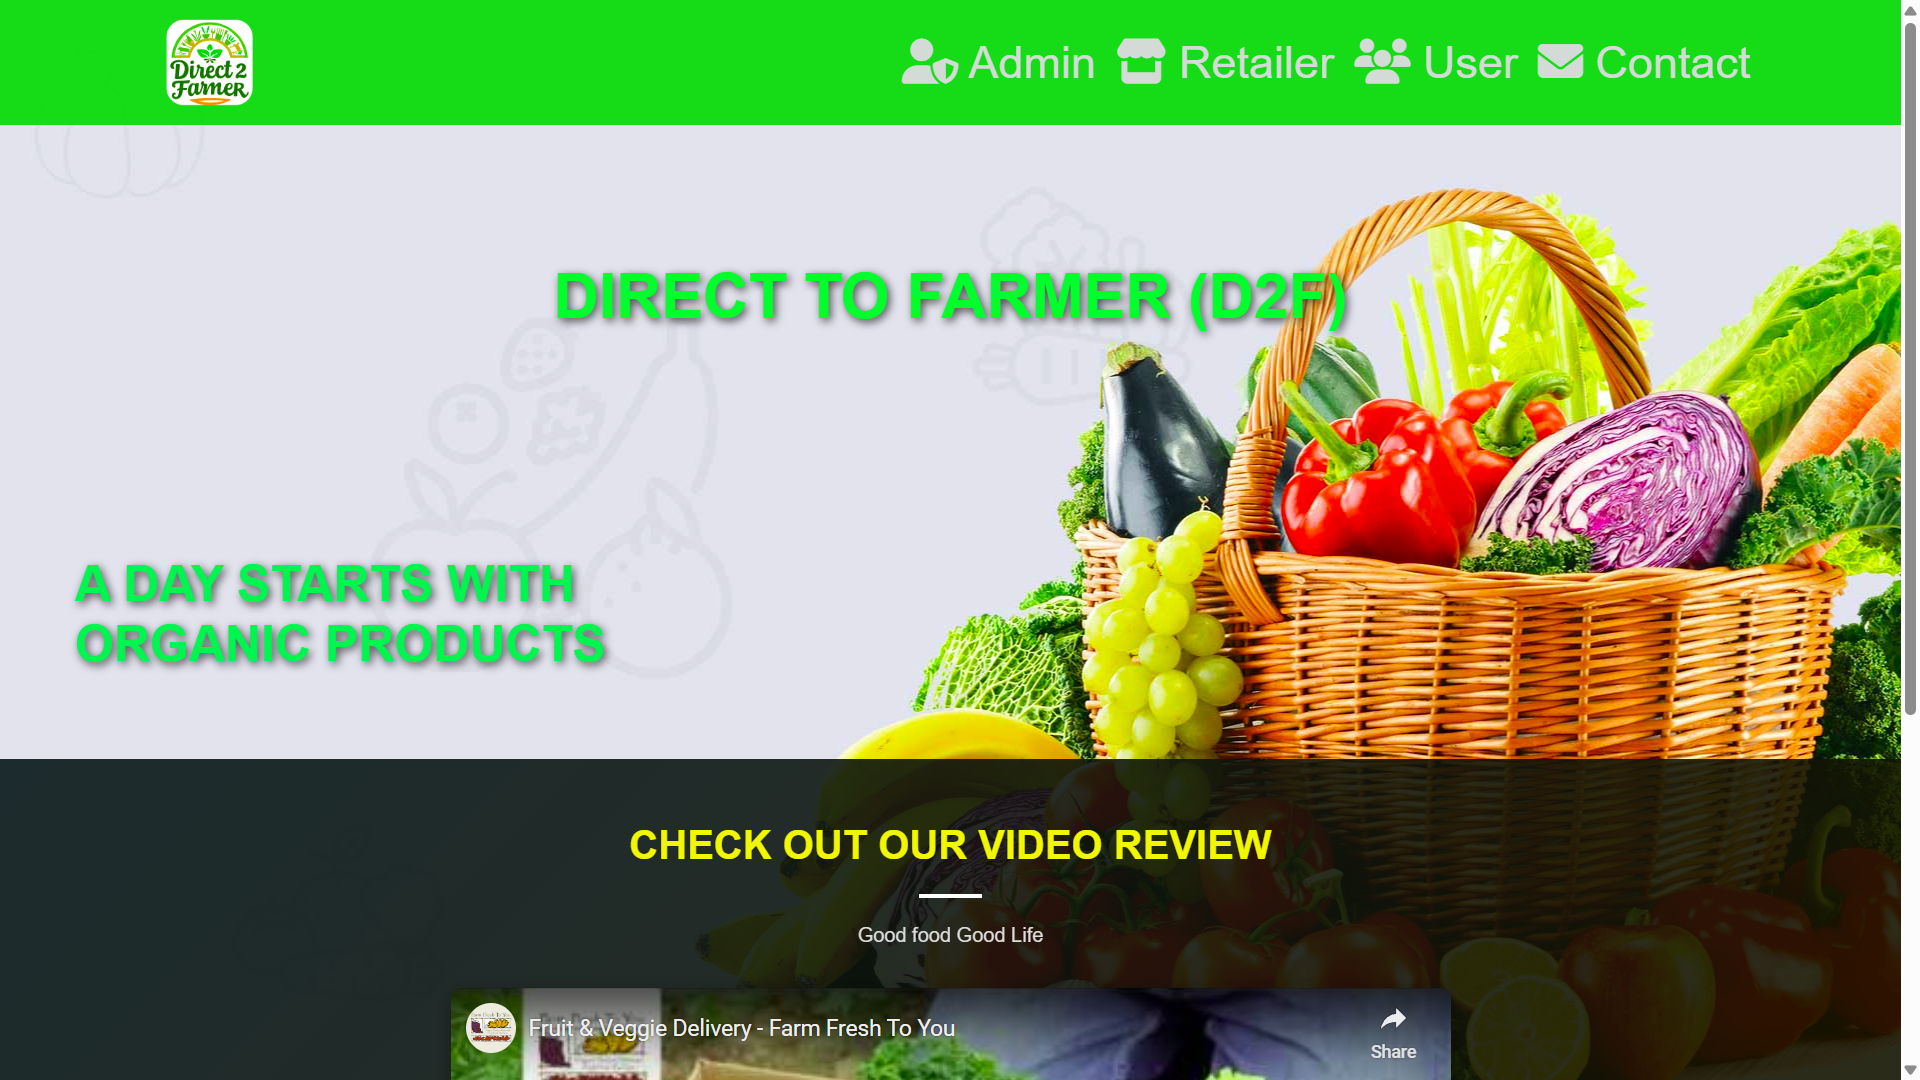 Direct 2
Farmer
Admin Retailer User Contact
DIRECT TO FARMER (D2F)
A DAY STARTS WITH
ORGANIC PRODUCTS
CHECK OUT OUR VIDEO REVIEW
Good food Good Life
Fruit & Veggie Delivery - Farm Fresh To You
Share